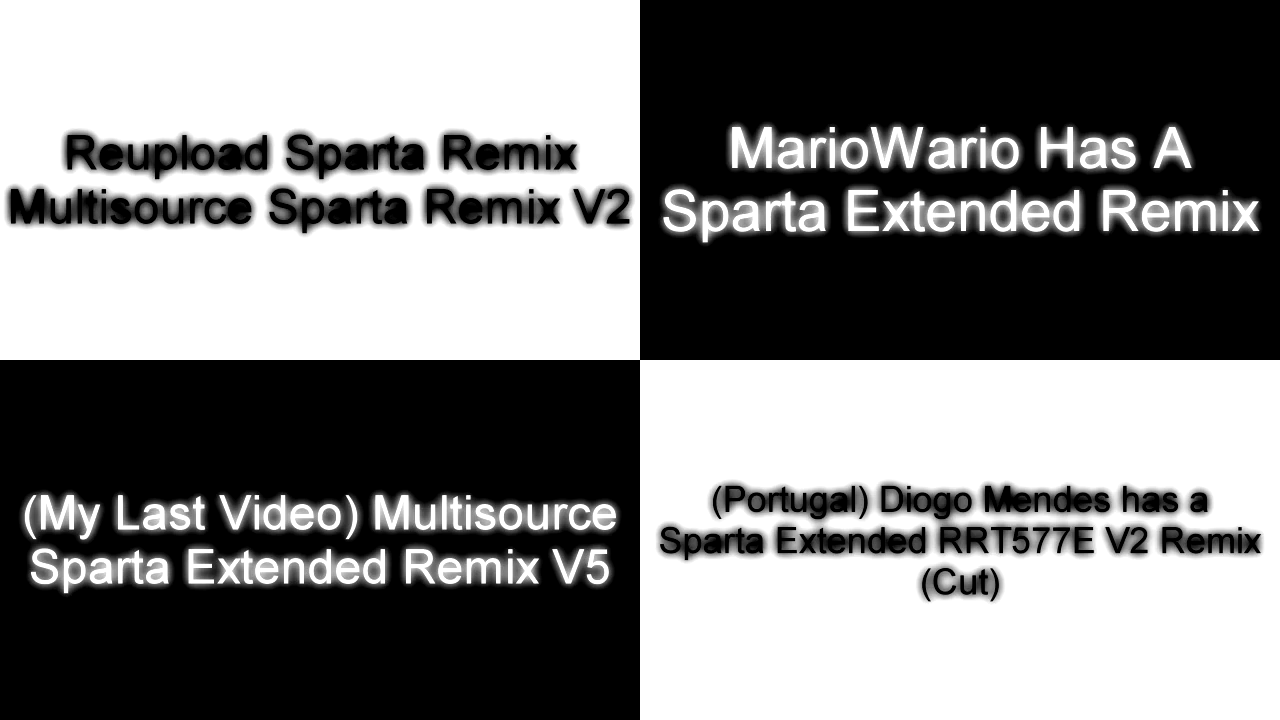 Reupload Sparta Remix
Multisource Sparta Remix V2
MarioWario Has A
Sparta Extended Remix
(My Last Video) Multisource
Sparta Extended Remix V5
(Portugal) Diogo Mendes has a
Sparta Extended RRT577E V2 Remix
(Cut)